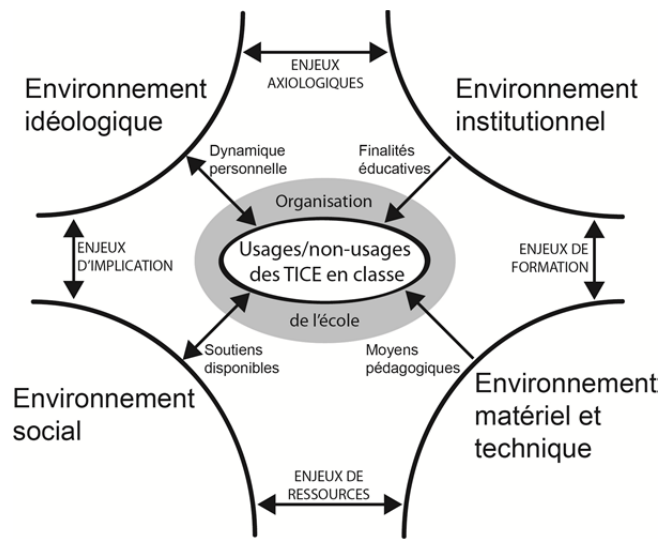 ENJEUX
AXIOLOGIQUES
Environnement
idéologique
Environnement
institutionnel
Dynamique
personnelle
Finalités
éducatives
Organisation
ENJEUX
D'IMPLICATION
Usages/non-usages
des TICE en classe
ENJEUX DE
FORMATION
de l'école
Soutiens
disponibles
Moyens
pédagogiques
Environnement
social
Environnement
matériel et
technique
ENJEUX DE
RESSOURCES